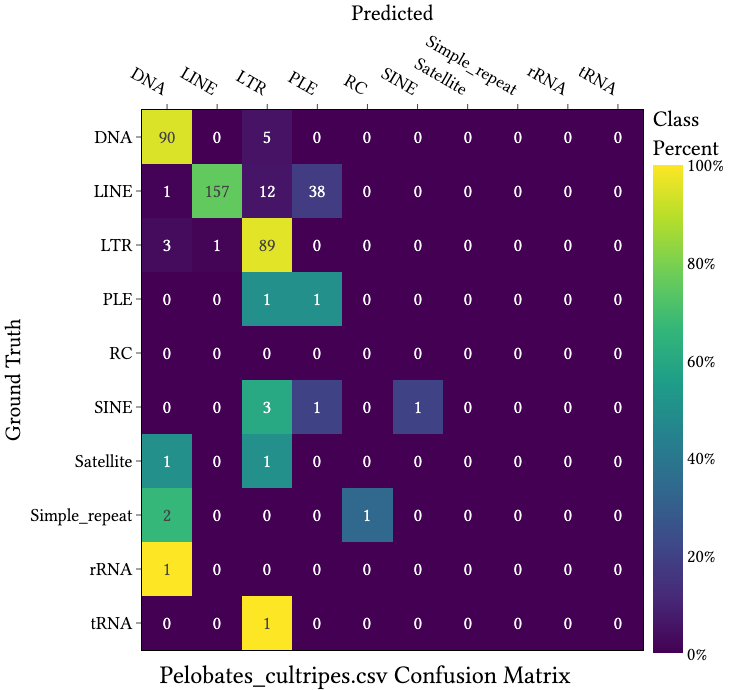 Predicted
DNA LINE LTR PLE RC SINE Satellite Simple_repeat rRNA tRNA
Class
Percent
Ground Truth
DNA 90 0 5 0 0 0 0 0 0 0
LINE 1 157 12 38 0 0 0 0 0 0
LTR 3 1 89 0 0 0 0 0 0 0
PLE 0 0 1 1 0 0 0 0 0 0
RC 0 0 0 0 0 0 0 0 0 0
SINE 0 0 3 1 0 1 0 0 0 0
Satellite 1 0 1 0 0 0 0 0 0 0
Simple_repeat 2 0 0 0 1 0 0 0 0 0
rRNA 1 0 0 0 0 0 0 0 0 0
tRNA 0 0 1 0 0 0 0 0 0 0
100%
80%
60%
40%
20%
0%
Pelobates_cultripes.csv Confusion Matrix